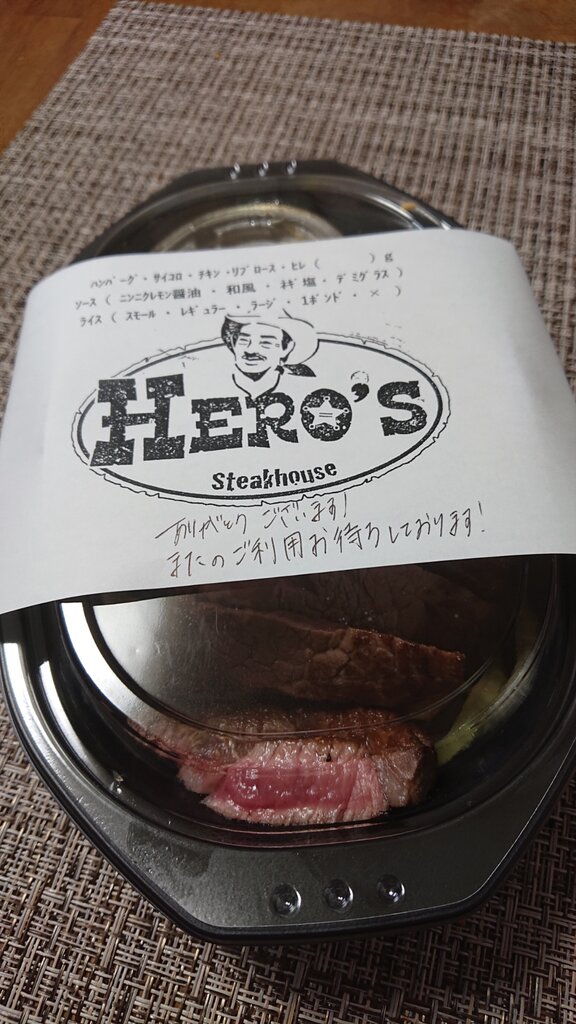 ハンバーグ・サイコロ・チキン・リブロース・ヒレ (　　　) g
ソース ( ニンニクレモン醤油 ・ 和風 ・ ネギ塩 ・ デミグラス )
ライス ( スモール ・ レギュラー ・ ラージ ・ 1ポンド ・ × )
HERO'S
Steakhouse
ありがとうございます!
またのご利用お待ちしております!